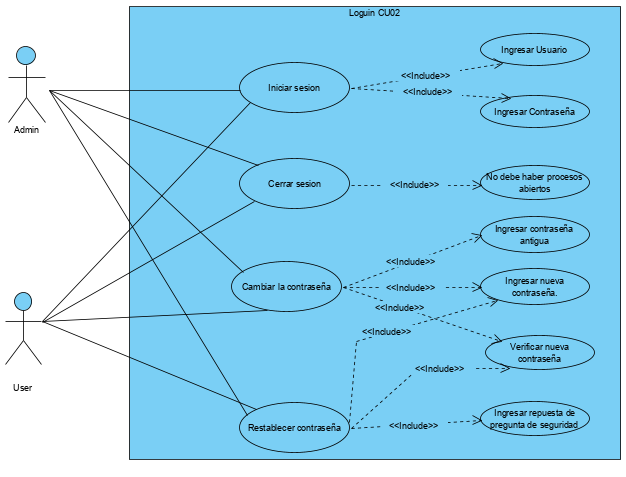 Loguin CU02
Ingresar Usuario
<<Include>>
Iniciar sesion
<<Include>>
Ingresar Contraseña
Admin
No debe haber procesos
abiertos
Cerrar sesion
<<Include>>
Ingresar contraseña
antigua
<<Include>>
Cambiar la contraseña
<<Include>>
Ingresar nueva
contraseña.
<<Include>>
<<Include>>
Verificar nueva
contraseña
User
<<Include>>
Ingresar repuesta de
pregunta de seguridad
Restablecer contraseña
<<Include>>